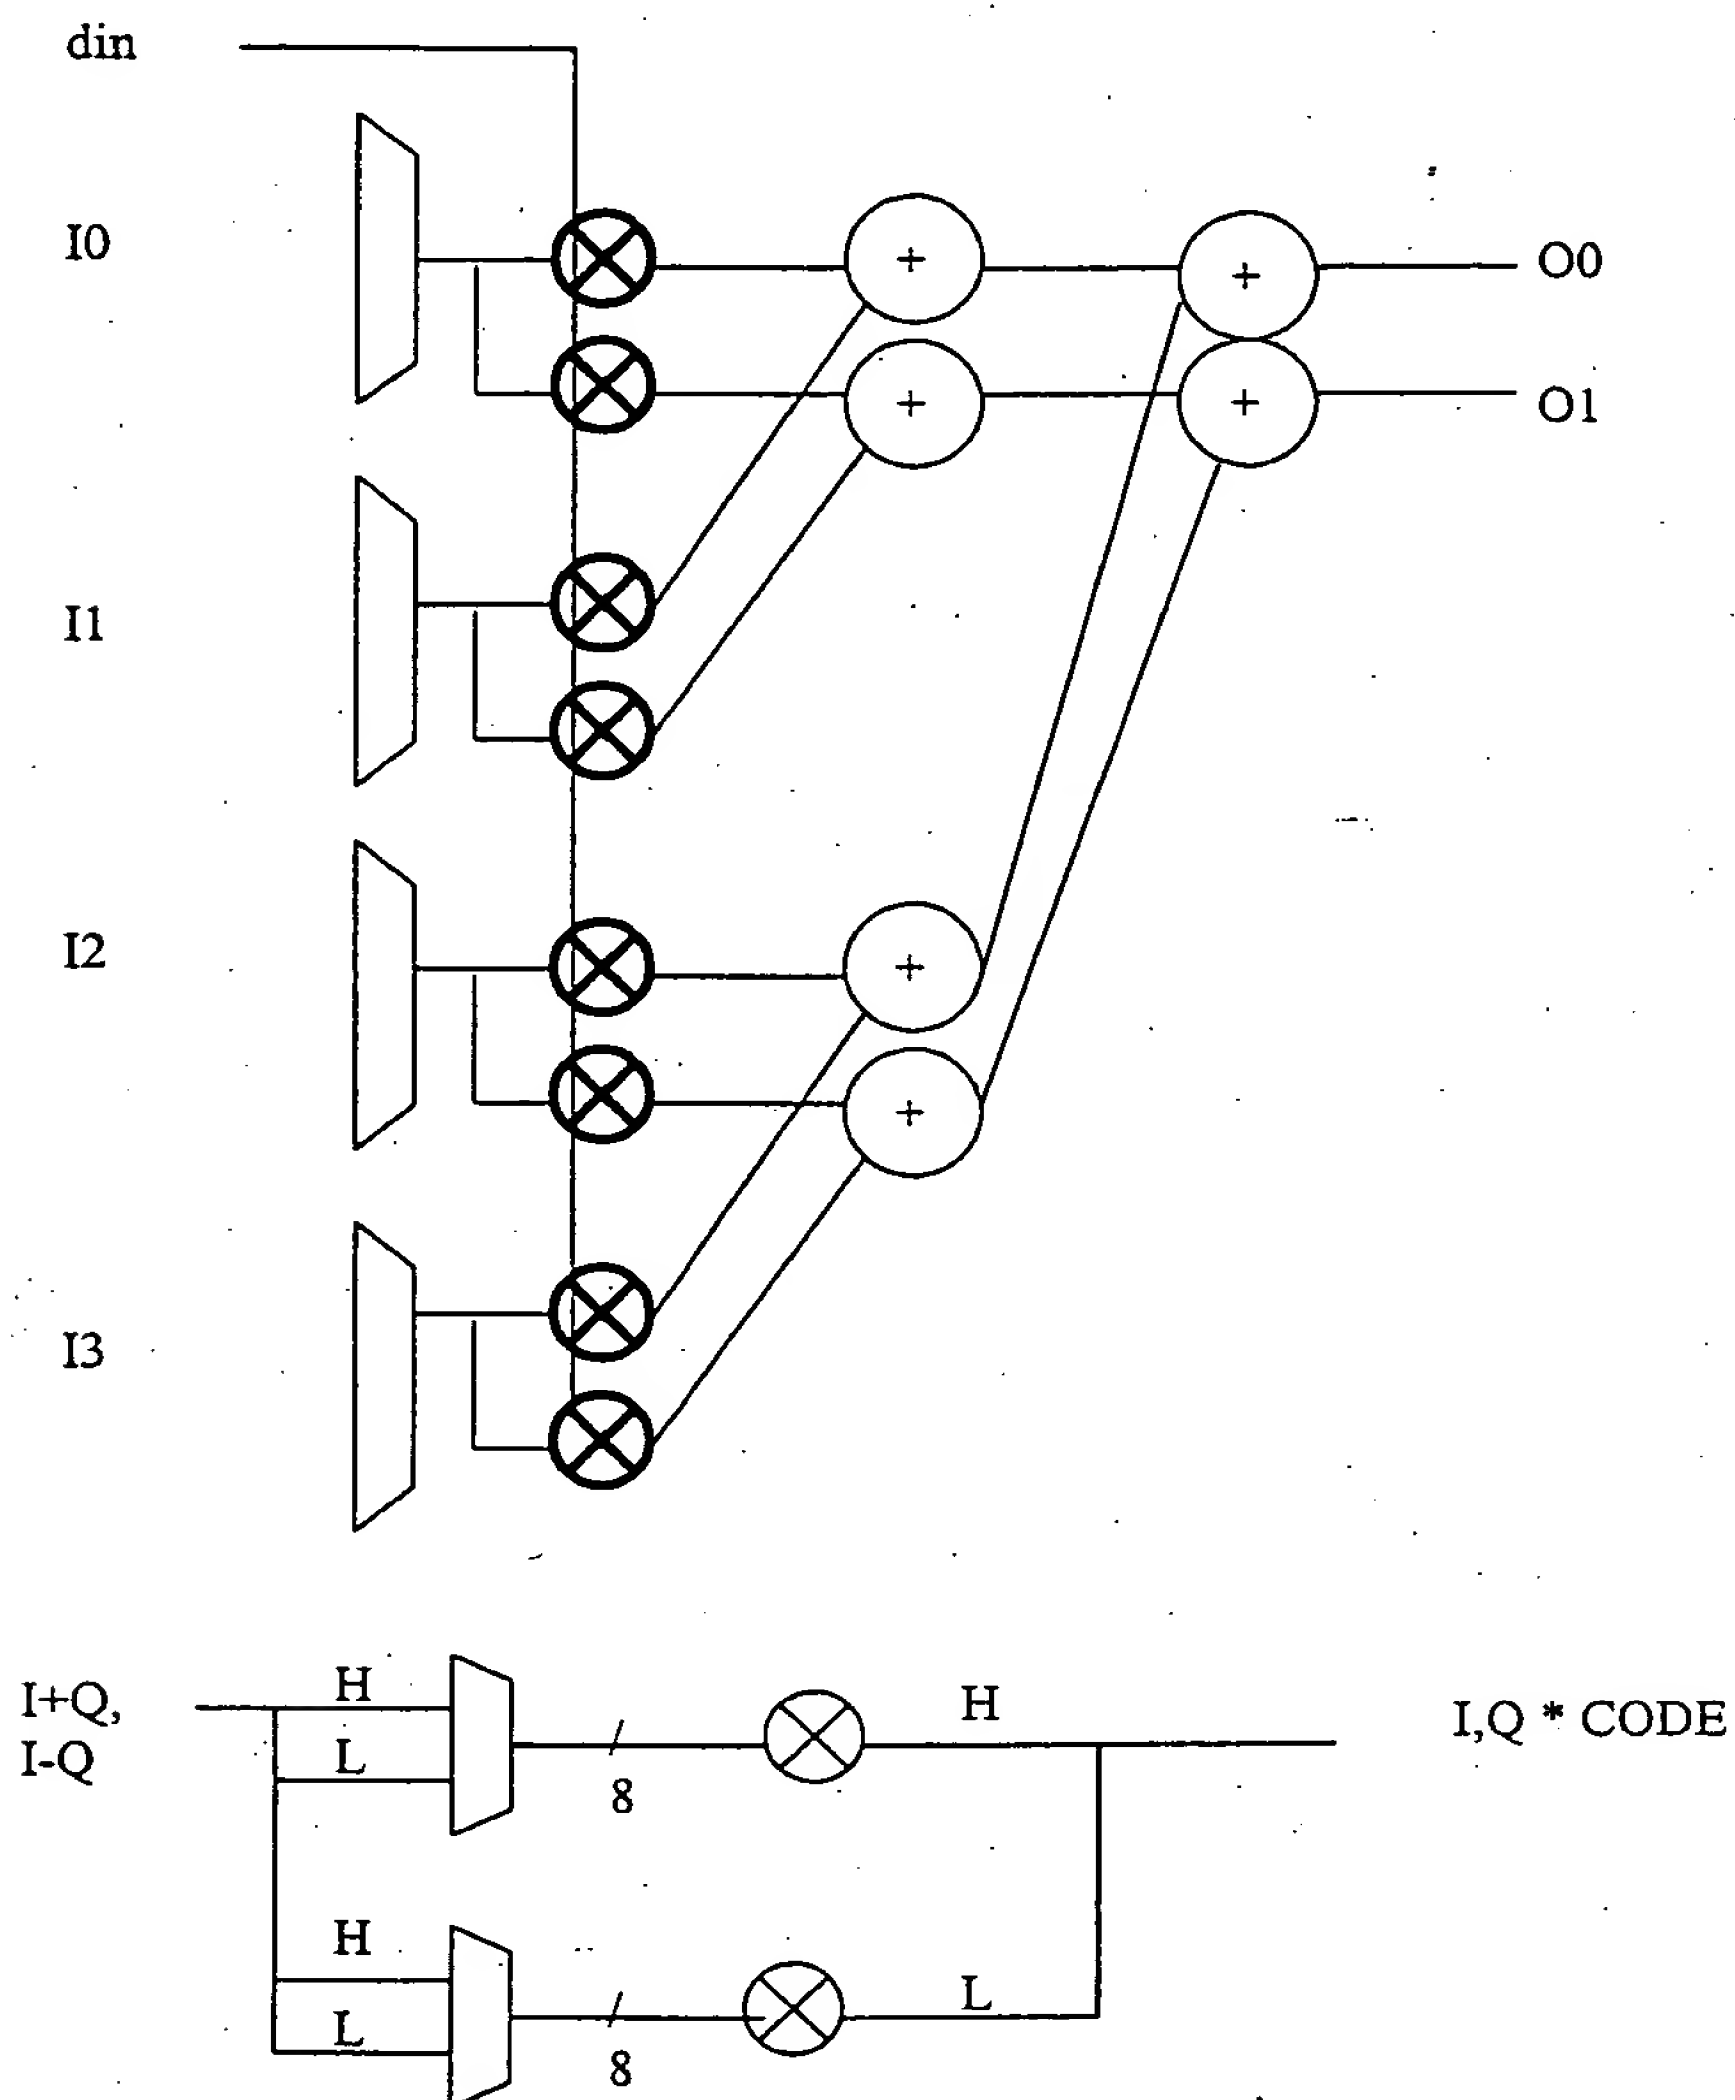 din
I0
+
+
O0
+
+
O1
I1
I2
+
+
I3
I+Q,
I-Q
H
L
8
H
I,Q * CODE
H
L
8
L